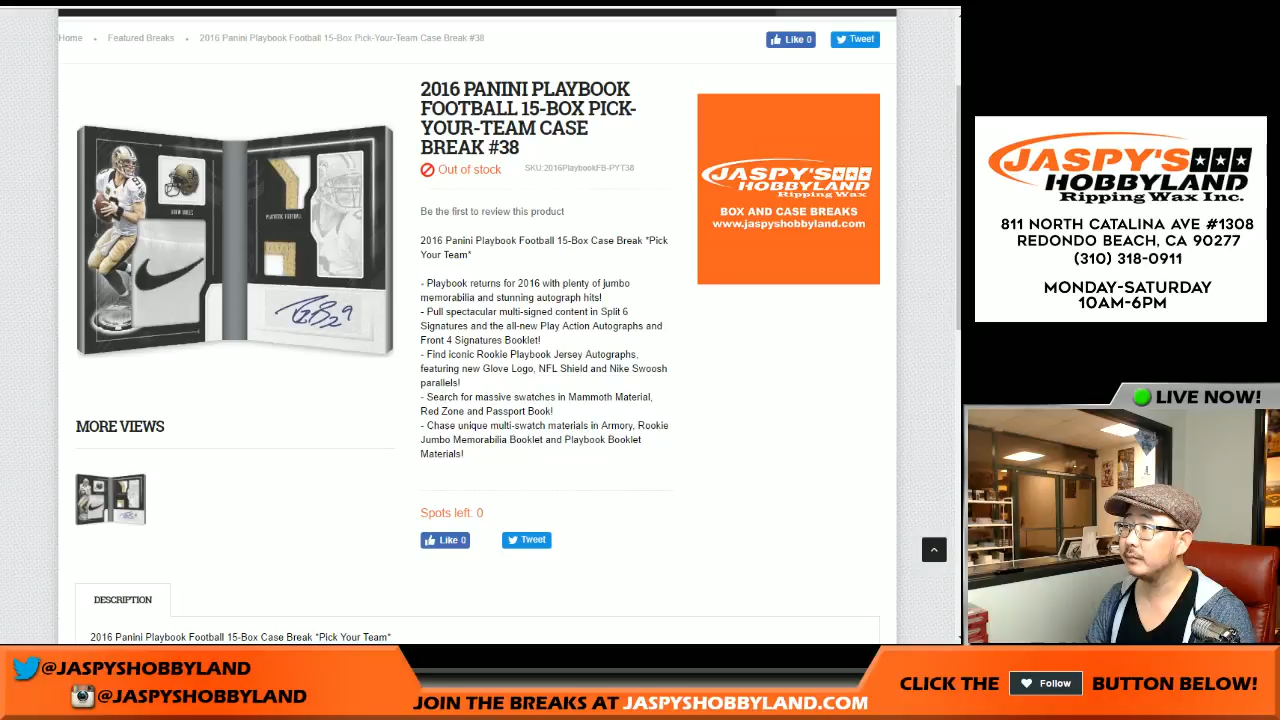 Home • Featured Breaks • 2016 Panini Playbook Football 15-Box Pick-Your-Team Case Break #38
Like 0
Tweet
2016 PANINI PLAYBOOK
FOOTBALL 15-BOX PICK-
YOUR-TEAM CASE
BREAK #38
Out of stock
SKU:2016PlaybookFB-PYT38
Be the first to review this product
2016 Panini Playbook Football 15-Box Case Break *Pick
Your Team*
- Playbook returns for 2016 with plenty of jumbo
memorabilia and stunning autograph hits!
- Pull spectacular multi-signed content in Split 6
Signatures and the all-new Play Action Autographs and
Front 4 Signatures Booklet!
- Find iconic Rookie Playbook Jersey Autographs,
featuring new Glove Logo, NFL Shield and Nike Swoosh
parallels!
- Search for massive swatches in Mammoth Material,
Red Zone and Passport Book!
- Chase unique multi-swatch materials in Armory, Rookie
Jumbo Memorabilia Booklet and Playbook Booklet
Materials!
Spots left: 0
Like 0
Tweet
DREW BREES
PLAYBOOK FOOTBALL
MORE VIEWS
DESCRIPTION
2016 Panini Playbook Football 15-Box Case Break *Pick Your Team*
JASPY'S
HOBBYLAND
Ripping Wax
BOX AND CASE BREAKS
www.jaspyshobbyland.com
JASPY'S
HOBBYLAND
Ripping Wax Inc.
811 NORTH CATALINA AVE #1308
REDONDO BEACH, CA 90277
(310) 318-0911
MONDAY-SATURDAY
10AM-6PM
LIVE NOW!
@JASPYSHOBBYLAND
@JASPYSHOBBYLAND
JOIN THE BREAKS AT JASPYSHOBBYLAND.COM
CLICK THE Follow BUTTON BELOW!